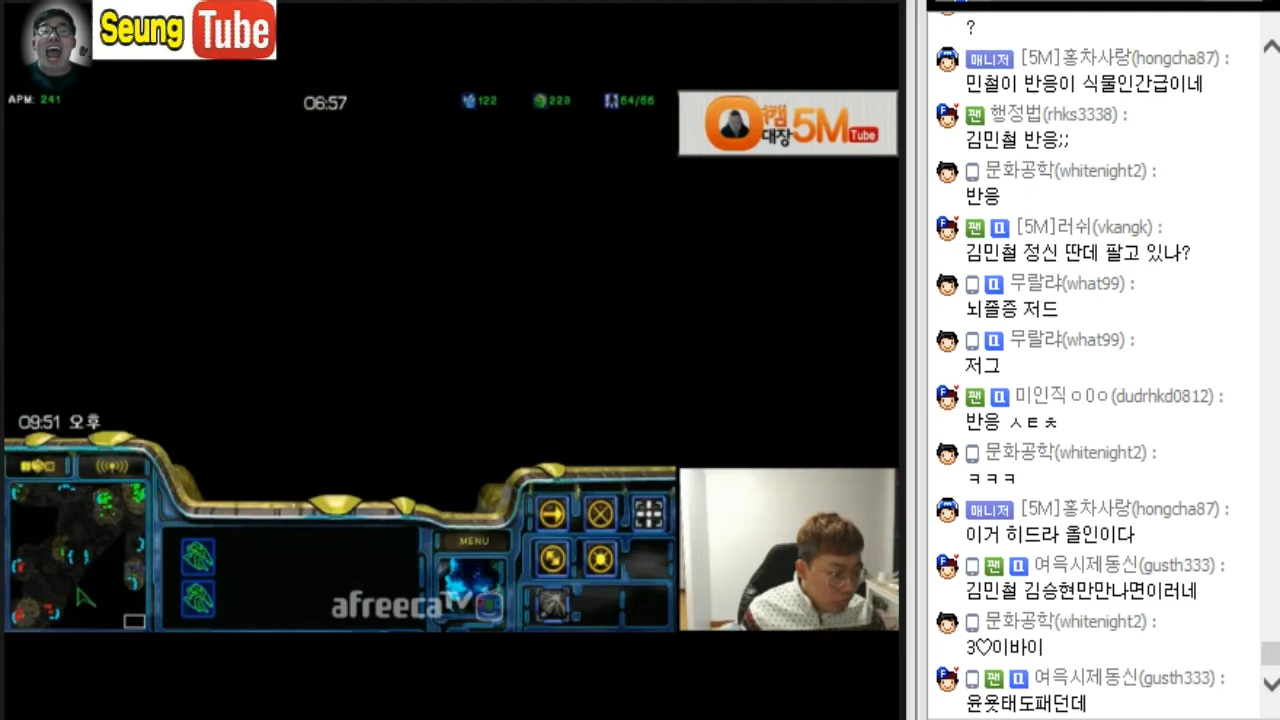 Seung Tube
APM: 241
06:57
122
228
64/66
대장 5M Tube
09:51 오후
MENU
afreecaTV
?
매니저 [5M]홍차사랑(hongcha87) :
민철이 반응이 식물인간급이네
팬 행정법(rhks3338) :
김민철 반응;;
문화공학(whitenight2) :
반응
팬 [5M]러쉬(vkangk) :
김민철 정신 딴데 팔고 있나?
무랄랴(what99) :
뇌쫄증 저드
무랄랴(what99) :
저그
팬 미인직ㅇ0ㅇ(dudrhkd0812) :
반응 ㅅㅌㅊ
문화공학(whitenight2) :
ㅋㅋㅋ
매니저 [5M]홍차사랑(hongcha87) :
이거 히드라 올인이다
팬 여윽시제동신(gusth333) :
김민철 김승현만만나면이러네
문화공학(whitenight2) :
3♡이바이
팬 여윽시제동신(gusth333) :
윤욧태도패던데